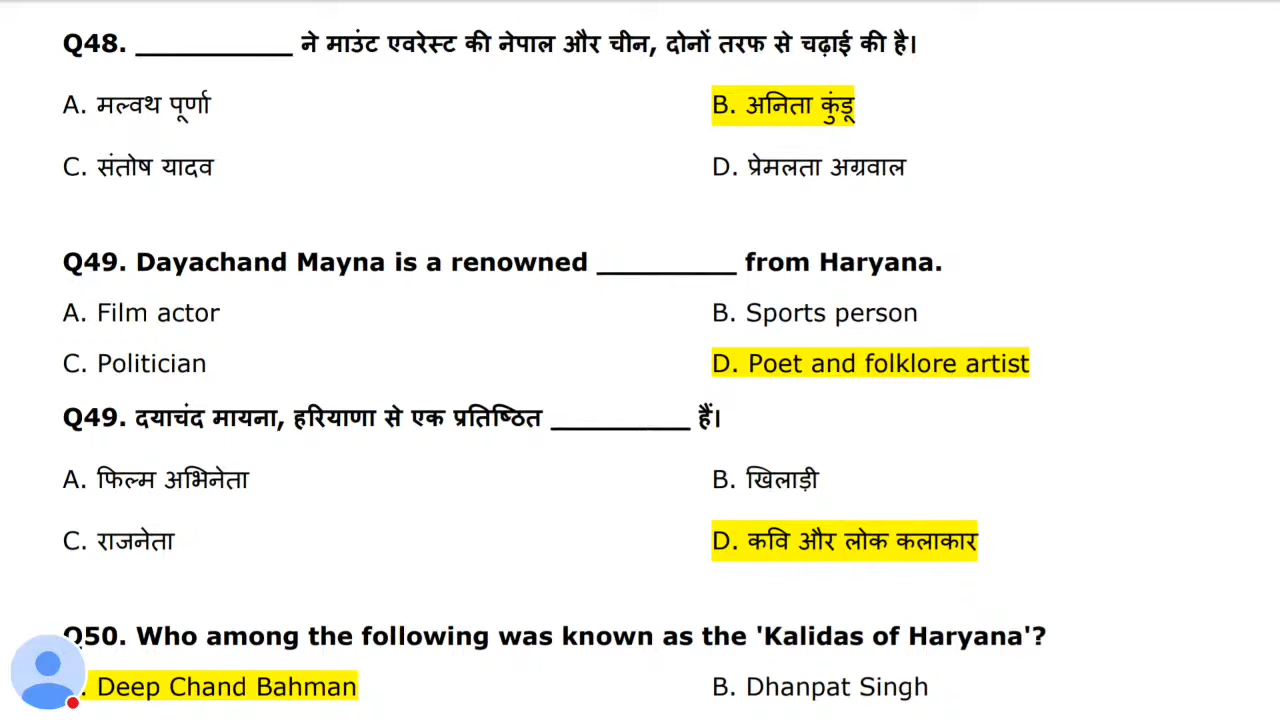 Q48. ____________ ने माउंट एवरेस्ट की नेपाल और चीन, दोनों तरफ से चढ़ाई की है।
A. मल्वथ पूर्णा B. अनिता कुंडू
C. संतोष यादव D. प्रेमलता अग्रवाल
Q49. Dayachand Mayna is a renowned __________ from Haryana.
A. Film actor B. Sports person
C. Politician D. Poet and folklore artist
Q49. दयाचंद मायना, हरियाणा से एक प्रतिष्ठित __________ हैं।
A. फिल्म अभिनेता B. खिलाड़ी
C. राजनेता D. कवि और लोक कलाकार
Q50. Who among the following was known as the 'Kalidas of Haryana'?
Deep Chand Bahman B. Dhanpat Singh